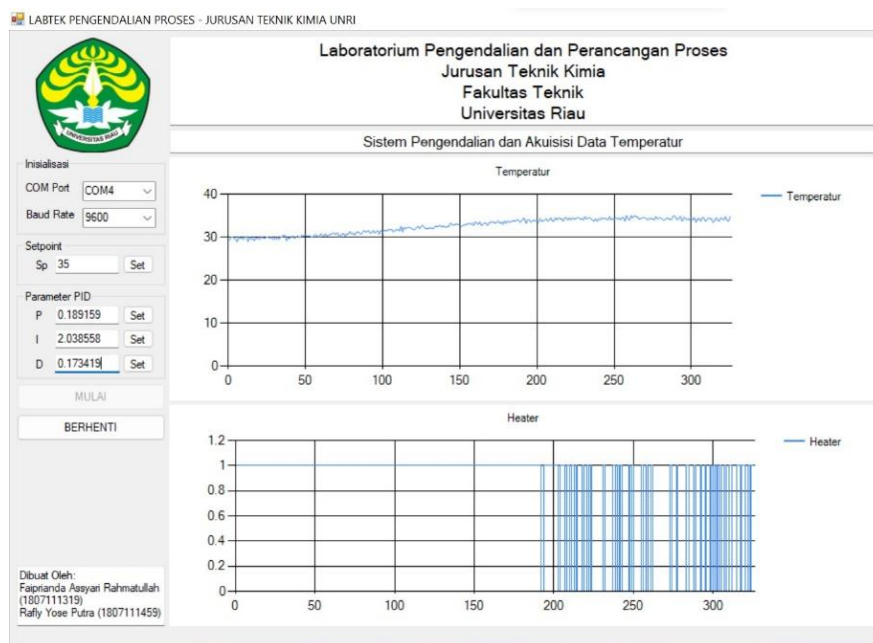 LABTEK PENGENDALIAN PROSES - JURUSAN TEKNIK KIMIA UNRI
UNIVERSITAS RIAU
Laboratorium Pengendalian dan Perancangan Proses
Jurusan Teknik Kimia
Fakultas Teknik
Universitas Riau
Sistem Pengendalian dan Akuisisi Data Temperatur
Inisialisasi
COM Port COM4
Baud Rate 9600
Setpoint
Sp 35 Set
Parameter PID
P 0.189159 Set
I 2.038558 Set
D 0.173419 Set
MULAI
BERHENTI
Temperatur
Temperatur
40
30
20
10
0
0 50 100 150 200 250 300
Heater
Heater
1.2
1
0.8
0.6
0.4
0.2
0
0 50 100 150 200 250 300
Dibuat Oleh:
Faiprianda Assyari Rahmatullah
(1807111319)
Rafly Yose Putra (1807111459)